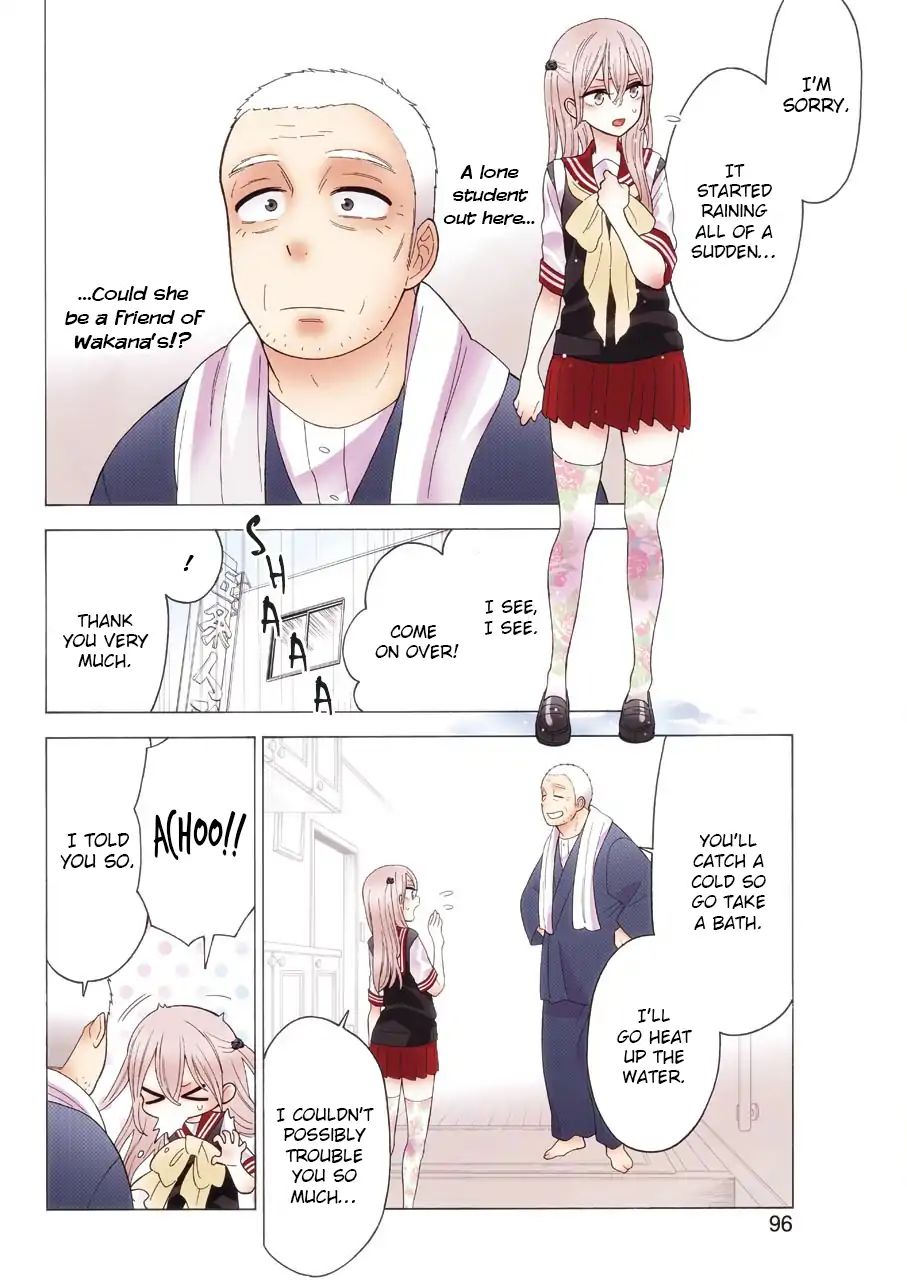 I'M
SORRY.
IT
STARTED
RAINING
ALL OF A
SUDDEN...
A lone
student
out here...
...Could she
be a friend of
Wakana's!?
I SEE,
I SEE.
COME
ON OVER!
SHAAA
!
THANK
YOU VERY
MUCH.
YOU'LL
CATCH A
COLD SO
GO TAKE
A BATH.
I'LL
GO HEAT
UP THE
WATER.
I COULDN'T
POSSIBLY
TROUBLE
YOU SO
MUCH...
ACHOO!!
I TOLD
YOU SO.
96